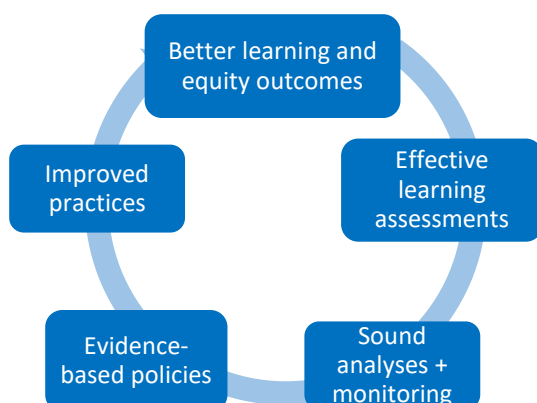 Better learning and
equity outcomes
Effective
learning
assessments
Sound
analyses +
monitoring
Evidence-
based policies
Improved
practices